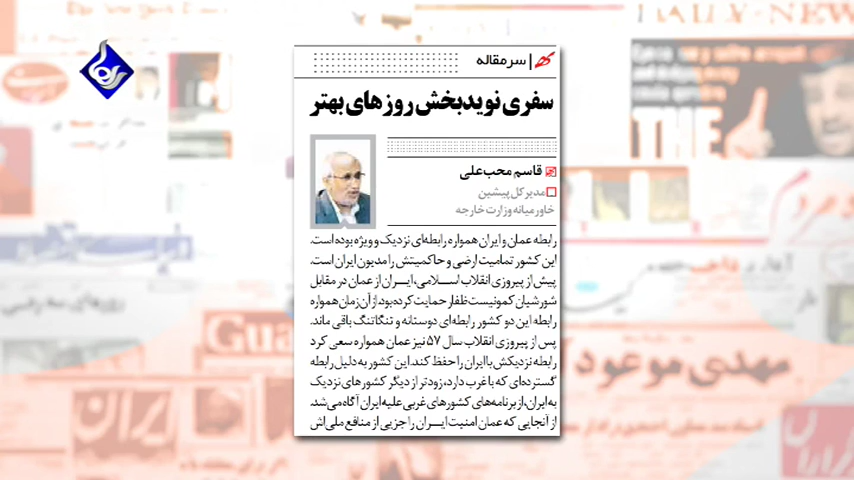 سرمقاله
سفری نویدبخش روزهای بهتر
قاسم محب‌علی
مدیرکل پیشین
خاورمیانه وزارت خارجه
رابطه عمان و ایران همواره رابطه‌ای نزدیک و ویژه بوده است.
این کشور تمامیت ارضی و حاکمیتش را مدیون ایران است.
پیش از پیروزی انقلاب اسلامی، ایران از عمان در مقابل
شورشیان کمونیست ظفار حمایت کرده بود. از آن زمان همواره
رابطه این دو کشور رابطه‌ای دوستانه و تنگاتنگ باقی ماند.
پس از پیروزی انقلاب سال ۵۷ نیز عمان همواره سعی کرد
رابطه نزدیکش با ایران را حفظ کند. این کشور به دلیل رابطه
گسترده‌ای که با غرب دارد، زودتر از دیگر کشورهای نزدیک
به ایران، از برنامه‌های کشورهای غربی علیه ایران آگاه می‌شد.
از آنجایی که عمان امنیت ایران را جزیی از منافع ملی‌اش
DAILY-NEW
THE
مهدی موعود
ایران